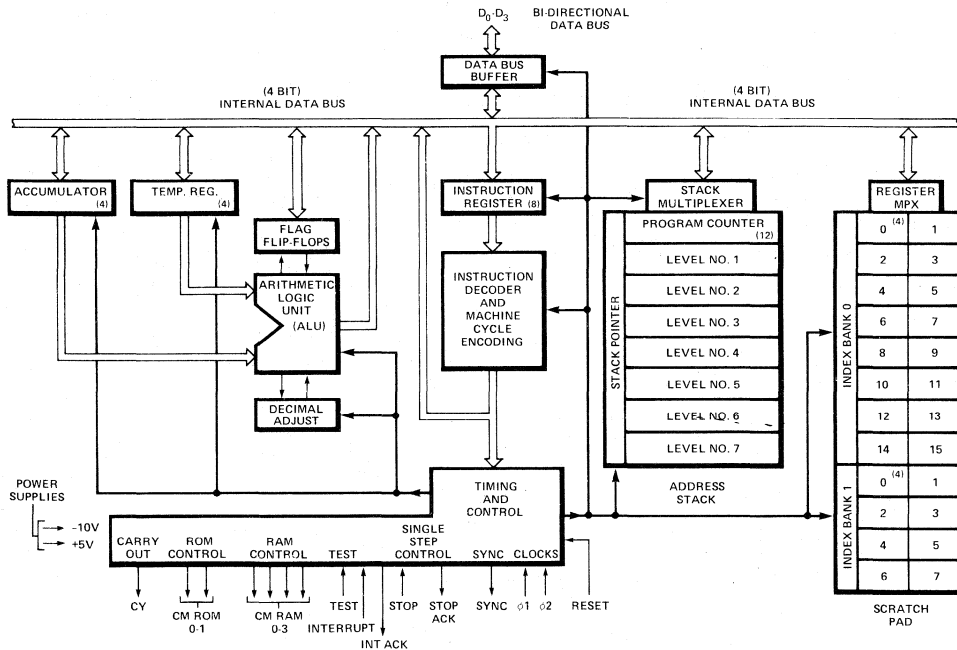 D0-D3
BI-DIRECTIONAL
DATA BUS
DATA BUS
BUFFER
(4 BIT)
INTERNAL DATA BUS
(4 BIT)
INTERNAL DATA BUS
ACCUMULATOR
(4)
TEMP. REG.
(4)
FLAG
FLIP-FLOPS
ARITHMETIC
LOGIC
UNIT
(ALU)
DECIMAL
ADJUST
INSTRUCTION
REGISTER (8)
INSTRUCTION
DECODER
AND
MACHINE
CYCLE
ENCODING
STACK
MULTIPLEXER
STACK POINTER
PROGRAM COUNTER
(12)
LEVEL NO. 1
LEVEL NO. 2
LEVEL NO. 3
LEVEL NO. 4
LEVEL NO. 5
LEVEL NO. 6
LEVEL NO. 7
ADDRESS
STACK
REGISTER
MPX
INDEX BANK 0
0 (4) 1
2 3
4 5
6 7
8 9
10 11
12 13
14 15
INDEX BANK 1
0 (4) 1
2 3
4 5
6 7
SCRATCH
PAD
POWER
SUPPLIES
-10V
+5V
TIMING
AND
CONTROL
CARRY
OUT
ROM
CONTROL
RAM
CONTROL
TEST
SINGLE
STEP
CONTROL
SYNC
CLOCKS
CY
CM ROM
0-1
CM RAM
0-3
TEST
INTERRUPT
INT ACK
STOP
STOP
ACK
SYNC
φ1
φ2
RESET